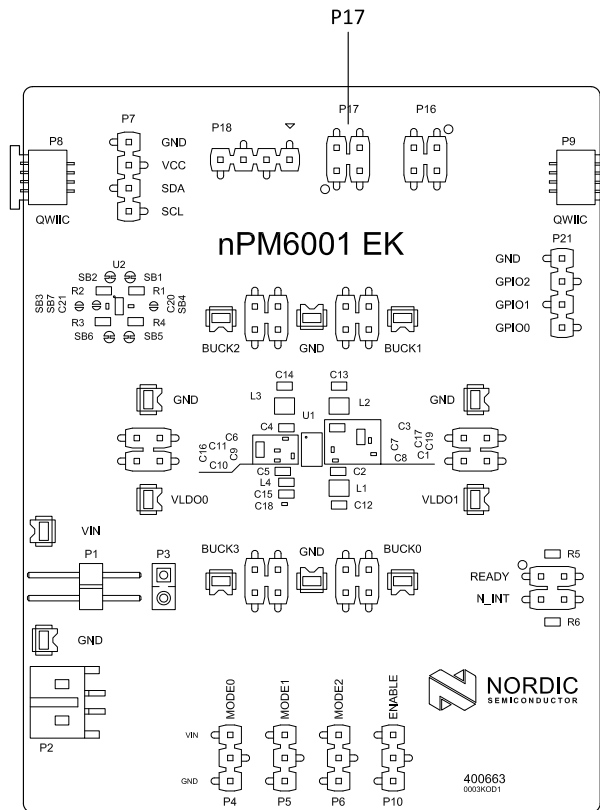 P17
P7
P18
P17
P16
P8
GND
VCC
SDA
SCL
P9
QWIIC
QWIIC
P21
nPM6001 EK
GND
GPIO2
GPIO1
GPIO0
U2
SB2
SB1
R2
R1
SB3
SB7
C21
C20
SB4
R3
R4
SB6
SB5
BUCK2
GND
BUCK1
C14
C13
GND
L3
L2
GND
U1
C4
C3
C6
C16
C11
C9
C10
C7
C17
C19
C8
C1
C5
C2
L4
L1
C15
C18
C12
VLDO0
VLDO1
VIN
P1
P3
BUCK3
GND
BUCK0
R5
READY
N_INT
R6
GND
P2
MODE0
MODE1
MODE2
ENABLE
NORDIC
SEMICONDUCTOR
VIN
GND
P4
P5
P6
P10
400663
0003KOD1